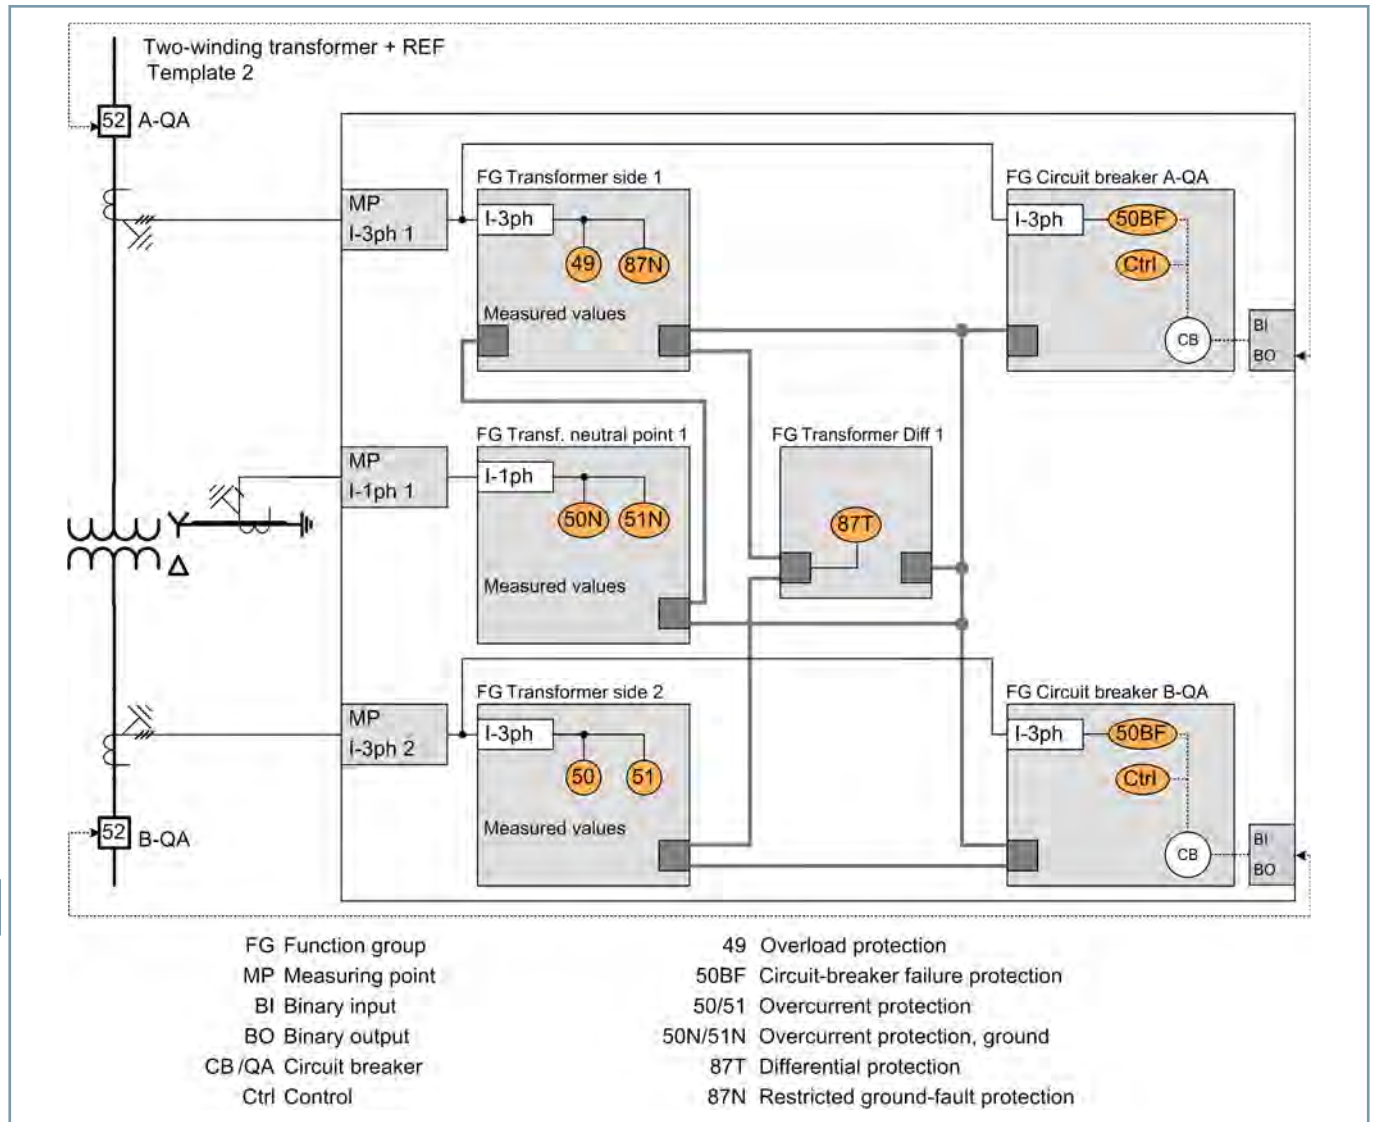 Two-winding transformer + REF
Template 2
52 A-QA
FG Transformer side 1
FG Circuit breaker A-QA
MP
I-3ph 1
I-3ph
I-3ph
50BF
49
87N
Ctrl
Measured values
CB
BI
BO
FG Transf. neutral point 1
FG Transformer Diff 1
MP
I-1ph 1
I-1ph
50N
51N
87T
Y
Δ
Measured values
FG Transformer side 2
FG Circuit breaker B-QA
MP
I-3ph 2
I-3ph
I-3ph
50BF
50
51
Ctrl
Measured values
52 B-QA
CB
BI
BO
FG Function group
MP Measuring point
BI Binary input
BO Binary output
CB/QA Circuit breaker
Ctrl Control
49 Overload protection
50BF Circuit-breaker failure protection
50/51 Overcurrent protection
50N/51N Overcurrent protection, ground
87T Differential protection
87N Restricted ground-fault protection